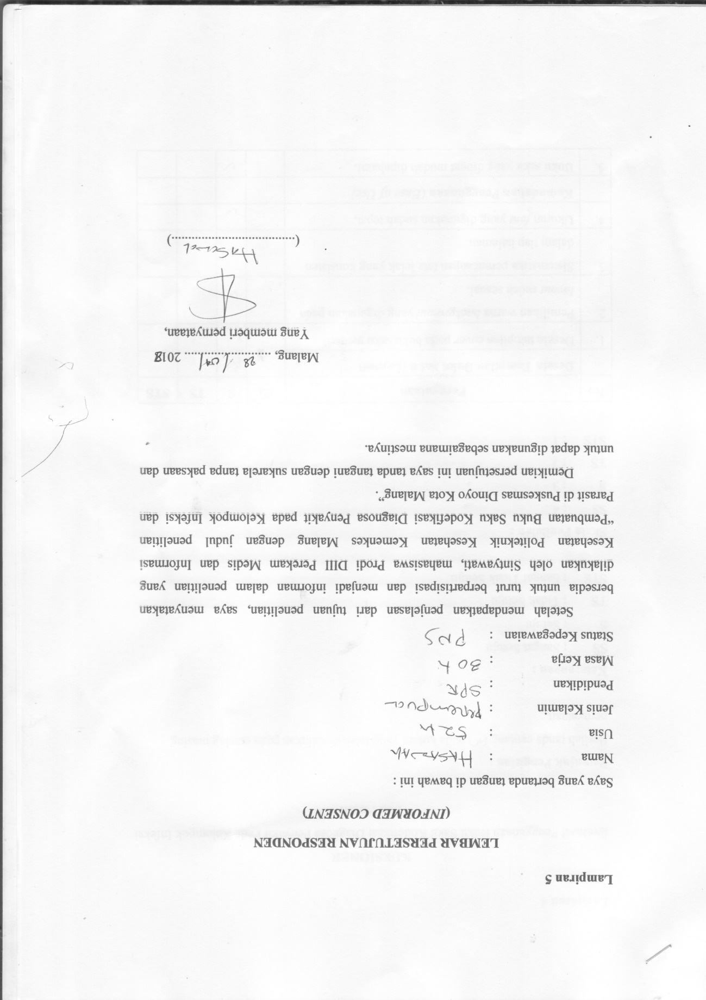 Lampiran 5
LEMBAR PERSETUJUAN RESPONDEN
(INFORMED CONSENT)
Saya yang bertanda tangan di bawah ini :
Nama : HASANAH
Usia : 52 th
Jenis Kelamin : Perempuan
Pendidikan : SPK
Masa Kerja : 30 th
Status Kepegawaian : PNS
Setelah mendapatkan penjelasan dari tujuan penelitian, saya menyatakan
bersedia untuk turut berpartisipasi dan menjadi informan dalam penelitian yang
dilakukan oleh Sintyawati, mahasiswa Prodi DIII Perekam Medis dan Informasi
Kesehatan Politeknik Kesehatan Kemenkes Malang dengan judul penelitian
“Pembuatan Buku Saku Kodefikasi Diagnosa Penyakit pada Kelompok Infeksi dan
Parasit di Puskesmas Dinoyo Kota Malang”.
Demikian persetujuan ini saya tanda tangani dengan sukarela tanpa paksaan dan
untuk dapat digunakan sebagaimana mestinya.
Malang, 28 / 2018
Yang memberi pernyataan,
(....................................)